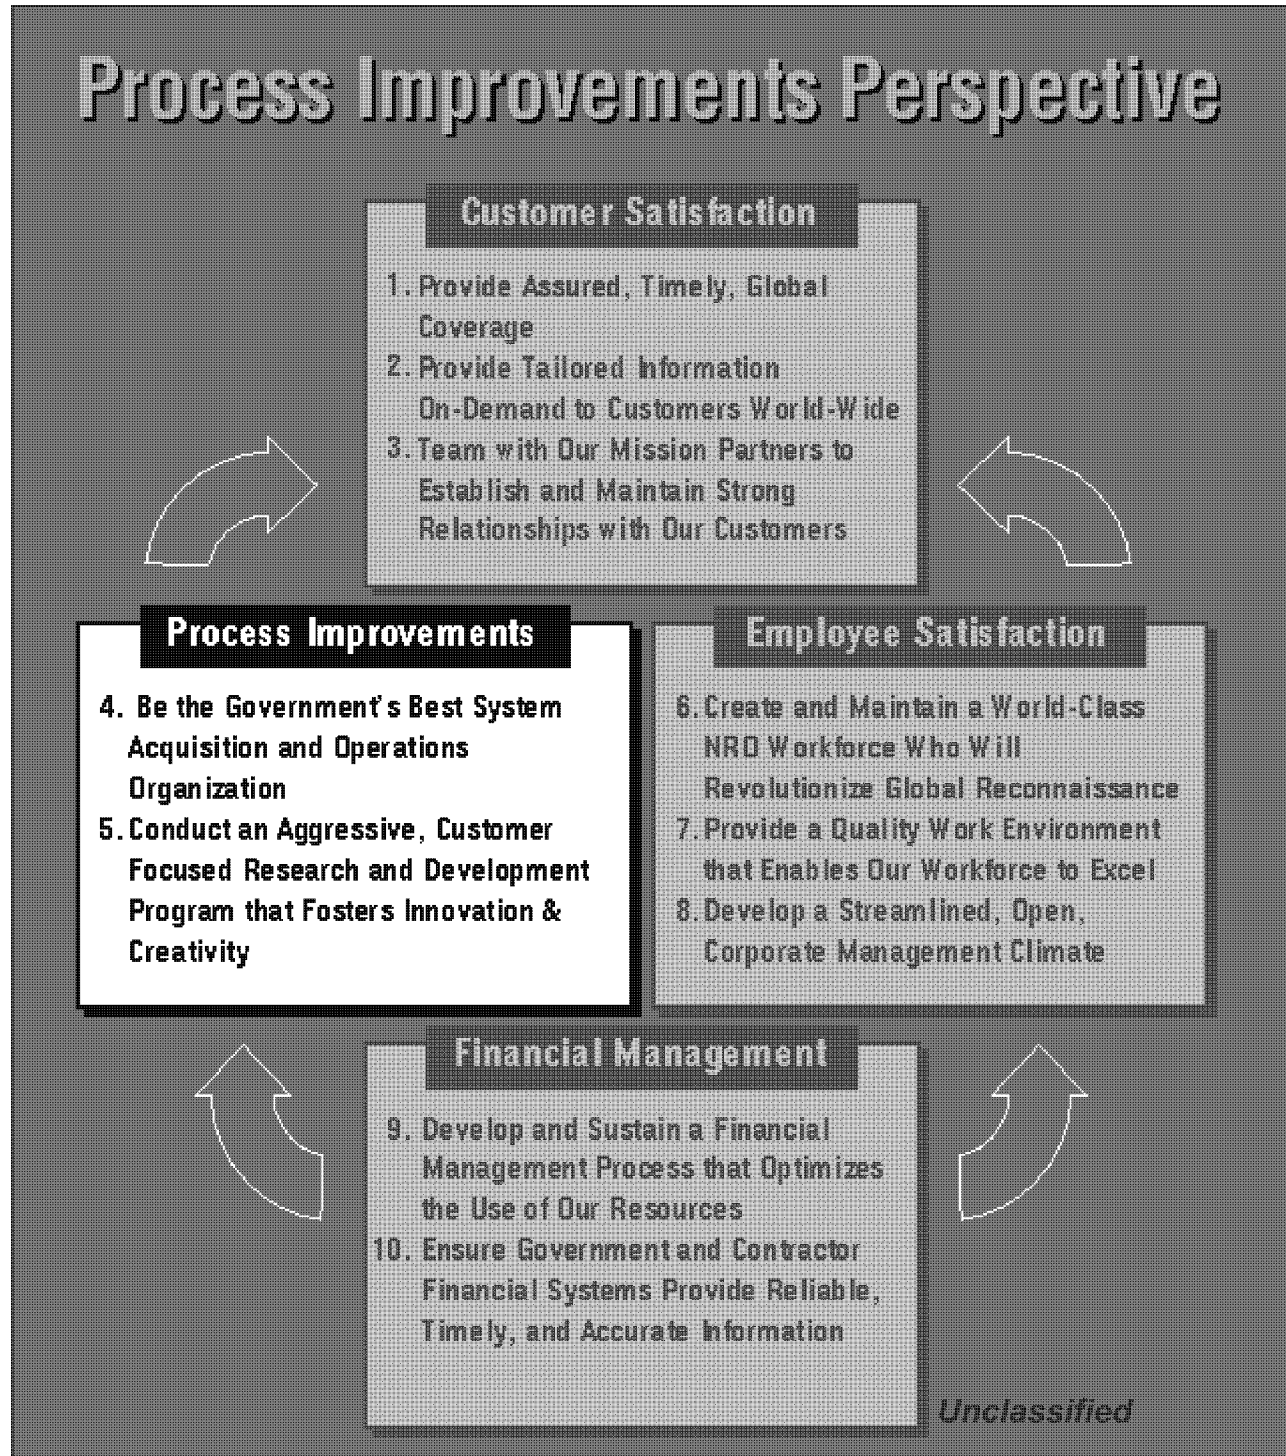 Process Improvements Perspective
Customer Satisfaction
1. Provide Assured, Timely, Global
Coverage
2. Provide Tailored Information
On-Demand to Customers World-Wide
3. Team with Our Mission Partners to
Establish and Maintain Strong
Relationships with Our Customers
Process Improvements
4. Be the Government's Best System
Acquisition and Operations
Organization
5. Conduct an Aggressive, Customer
Focused Research and Development
Program that Fosters Innovation &
Creativity
Employee Satisfaction
6. Create and Maintain a World-Class
NRO Workforce Who Will
Revolutionize Global Reconnaissance
7. Provide a Quality Work Environment
that Enables Our Workforce to Excel
8. Develop a Streamlined, Open,
Corporate Management Climate
Financial Management
9. Develop and Sustain a Financial
Management Process that Optimizes
the Use of Our Resources
10. Ensure Government and Contractor
Financial Systems Provide Reliable,
Timely, and Accurate Information
Unclassified